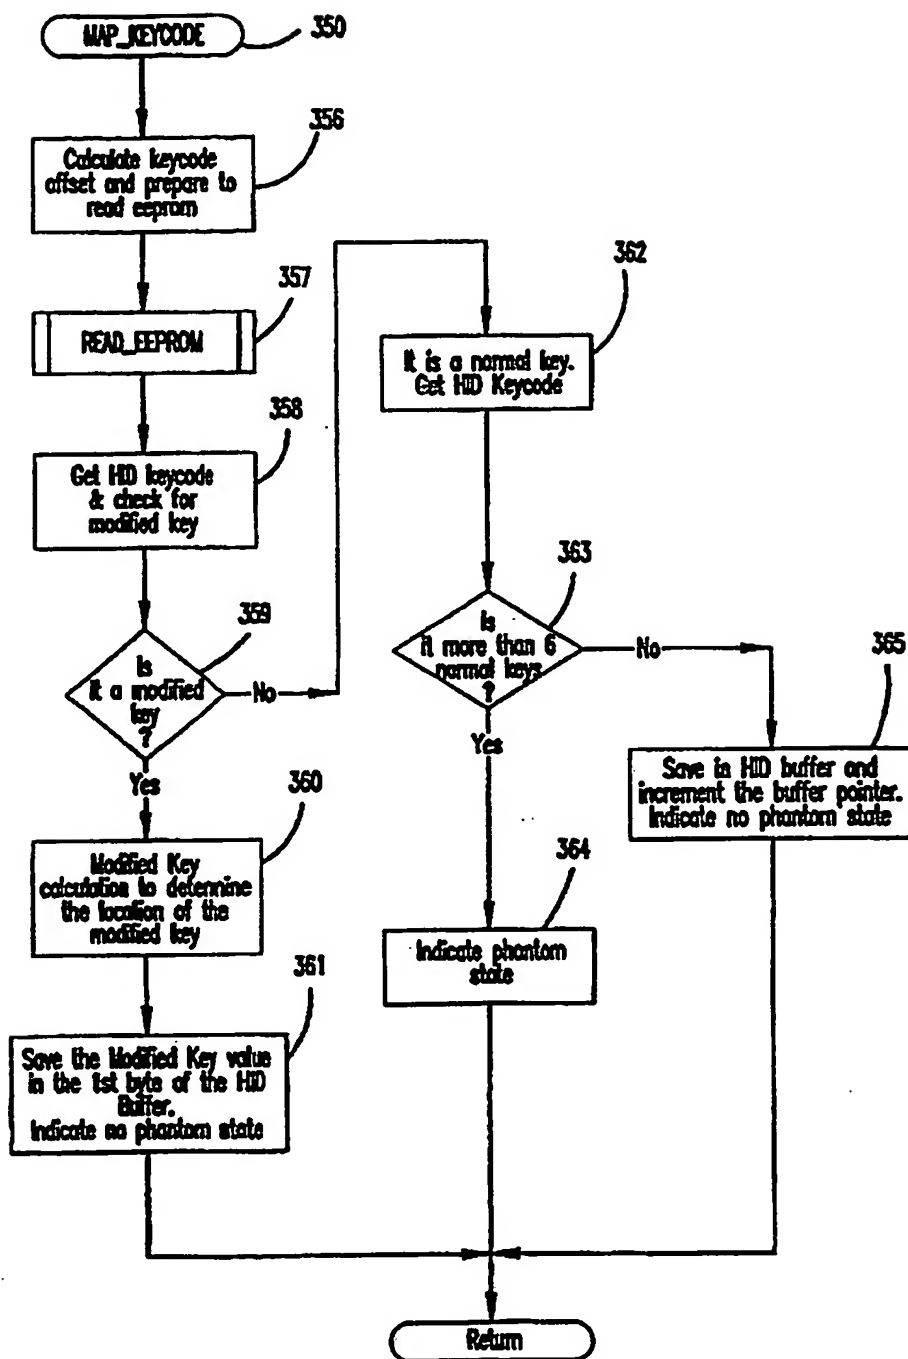 MAP_KEYCODE
350
356
Calculate keycode
offset and prepare to
read eeprom
357
READ_EEPROM
358
Get HID keycode
& check for
modified key
359
Is
it a modified
key
?
No
Yes
360
Modified Key
calculation to determine
the location of the
modified key
361
Save the Modified Key value
in the 1st byte of the HID
Buffer.
Indicate no phantom state
362
It is a normal key.
Get HID Keycode
363
Is
it more than 6
normal keys
?
No
Yes
364
Indicate phantom
state
365
Save in HID buffer and
increment the buffer pointer.
Indicate no phantom state
Return